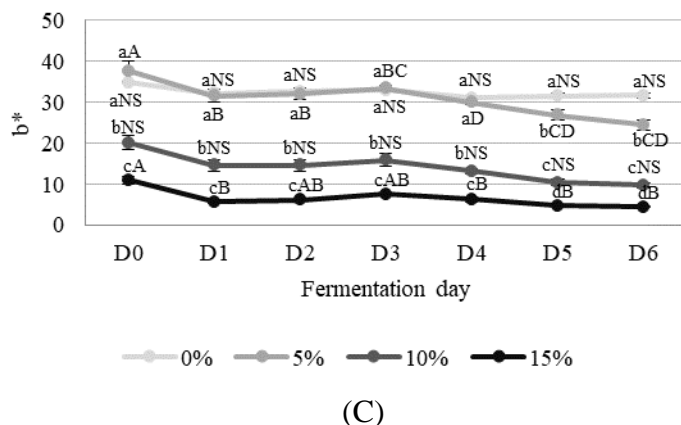 50
40
30
20
10
0
b*
aA aNS aNS aBC aNS aNS aNS
aNS aB aB aNS aD bCD bCD
bNS bNS bNS bNS bNS cNS cNS
cA cB cAB cAB cB dB dB
D0 D1 D2 D3 D4 D5 D6
Fermentation day
0% 5% 10% 15%
(C)